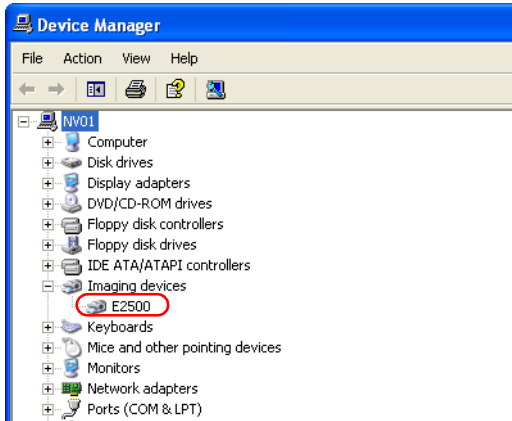 Device Manager
File Action View Help
NV01
Computer
Disk drives
Display adapters
DVD/CD-ROM drives
Floppy disk controllers
Floppy disk drives
IDE ATA/ATAPI controllers
Imaging devices
E2500
Keyboards
Mice and other pointing devices
Monitors
Network adapters
Ports (COM & LPT)